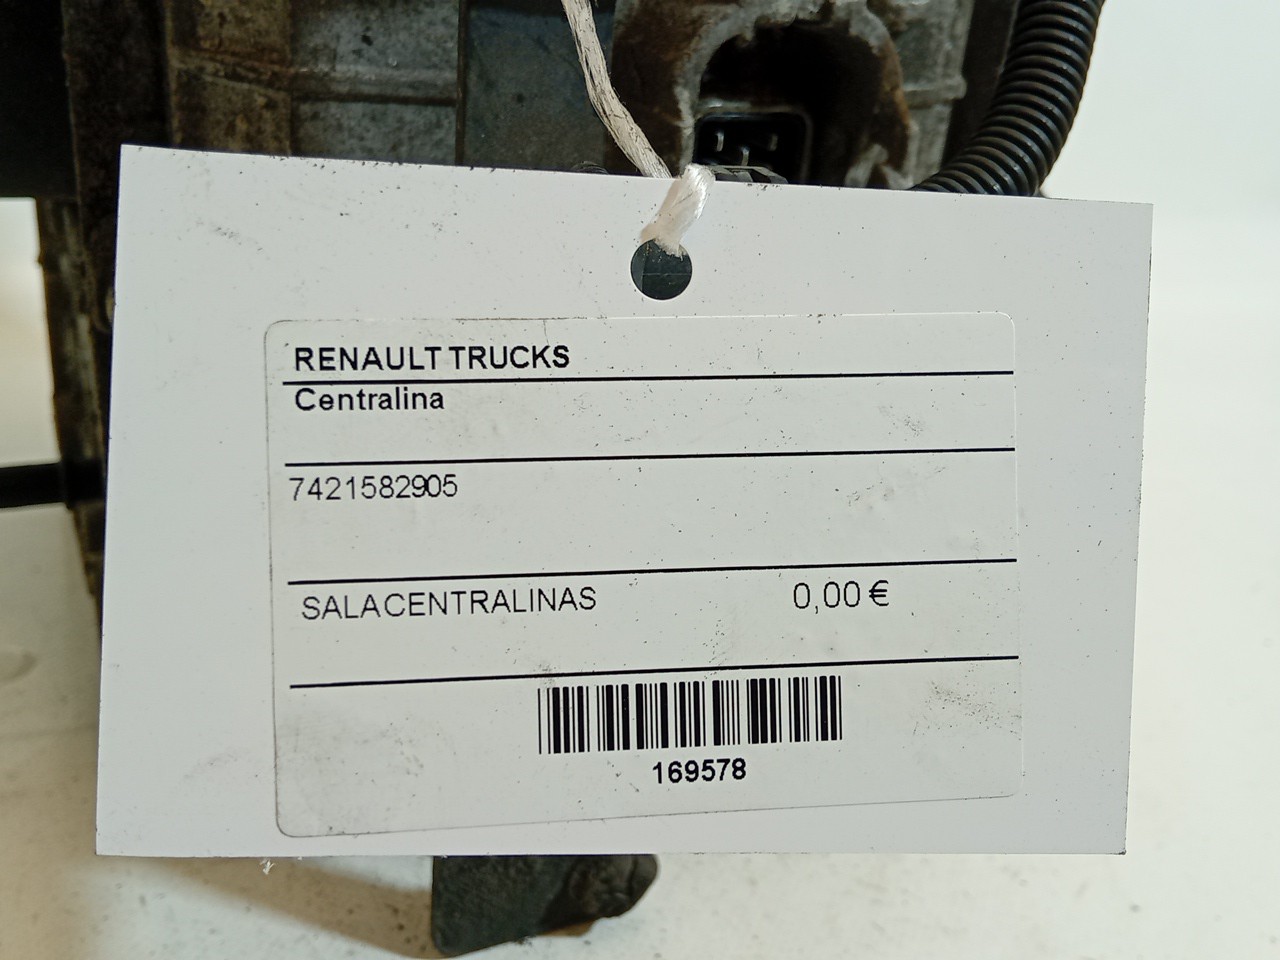 RENAULT TRUCKS
Centralina
7421582905
SALACENTRALINAS 0,00 €
169578